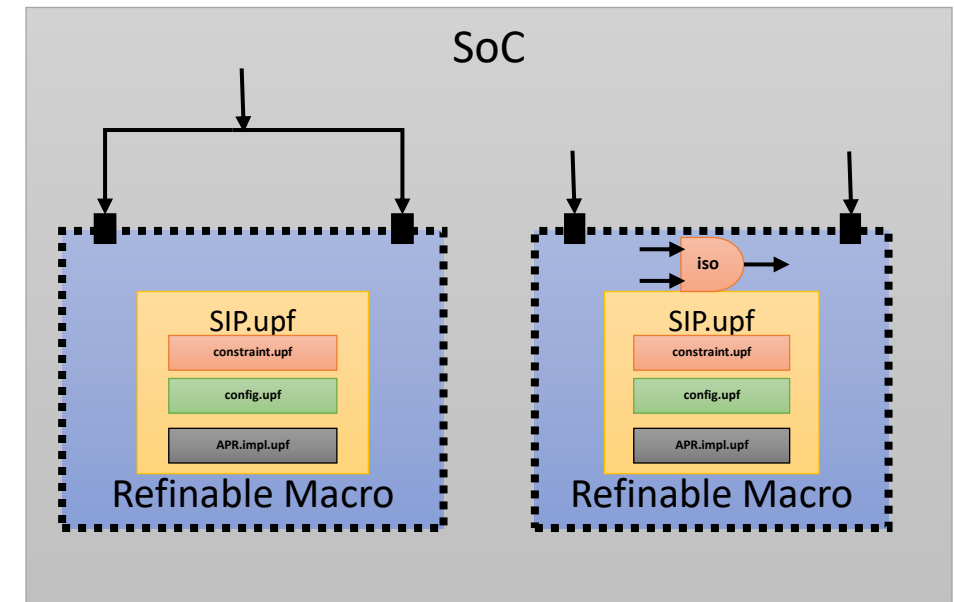 SoC
SIP.upf
constraint.upf
config.upf
APR.impl.upf
Refinable Macro
iso
SIP.upf
constraint.upf
config.upf
APR.impl.upf
Refinable Macro